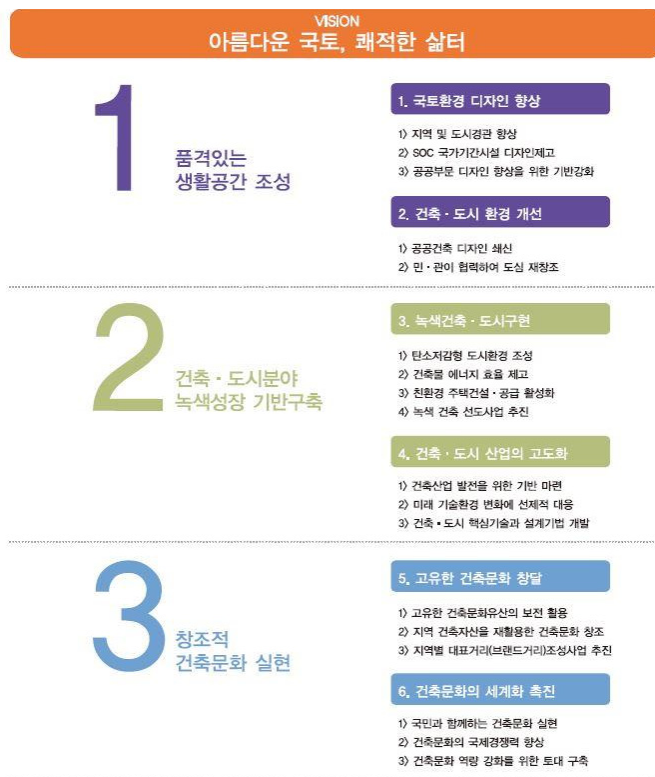 VISION
아름다운 국토, 쾌적한 삶터
1
품격있는
생활공간 조성
1. 국토환경 디자인 향상
1) 지역 및 도시경관 향상
2) SOC 국가기간시설 디자인제고
3) 공공부문 디자인 향상을 위한 기반강화
2. 건축·도시 환경 개선
1) 공공건축 디자인 쇄신
2) 민·관이 협력하여 도심 재창조
2
건축·도시분야
녹색성장 기반구축
3. 녹색건축·도시구현
1) 탄소저감형 도시환경 조성
2) 건축물 에너지 효율 제고
3) 친환경 주택건설·공급 활성화
4) 녹색 건축 선도사업 추진
4. 건축·도시 산업의 고도화
1) 건축산업 발전을 위한 기반 마련
2) 미래 기술환경 변화에 선제적 대응
3) 건축▪도시 핵심기술과 설계기법 개발
3
창조적
건축문화 실현
5. 고유한 건축문화 창달
1) 고유한 건축문화유산의 보전 활용
2) 지역 건축자산을 재활용한 건축문화 창조
3) 지역별 대표거리(브랜드거리)조성사업 추진
6. 건축문화의 세계화 촉진
1) 국민과 함께하는 건축문화 실현
2) 건축문화의 국제경쟁력 향상
3) 건축문화 역량 강화를 위한 토대 구축